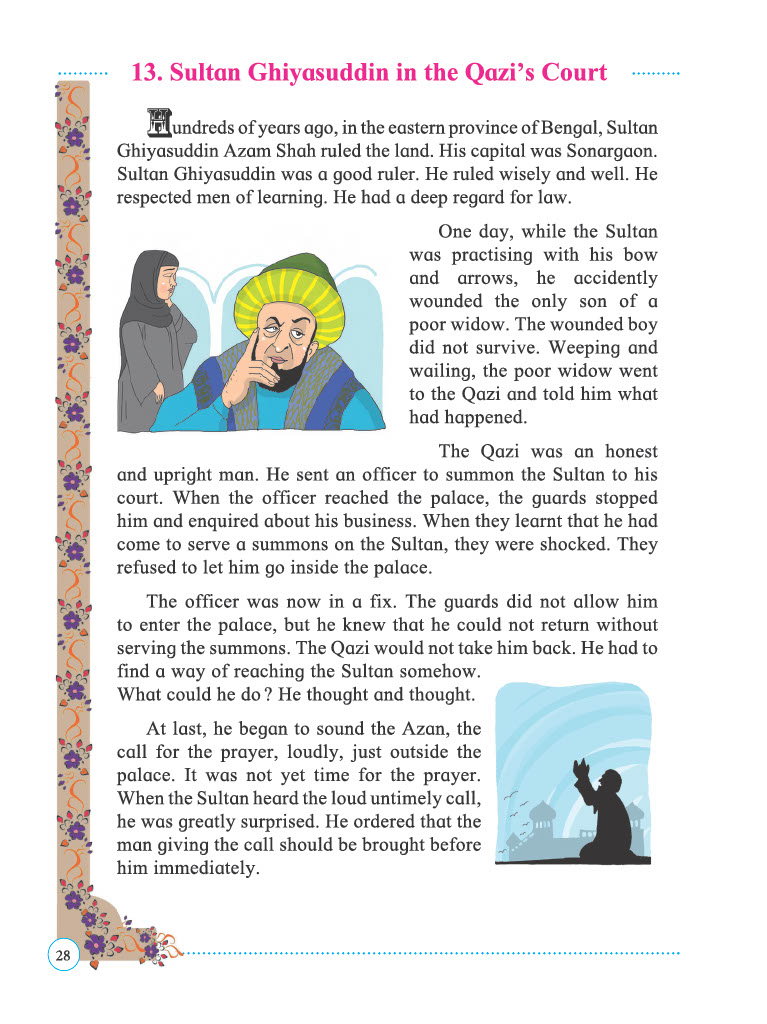 13. Sultan Ghiyasuddin in the Qazi's Court
Hundreds of years ago, in the eastern province of Bengal, Sultan
Ghiyasuddin Azam Shah ruled the land. His capital was Sonargaon.
Sultan Ghiyasuddin was a good ruler. He ruled wisely and well. He
respected men of learning. He had a deep regard for law.
One day, while the Sultan
was practising with his bow
and arrows, he accidently
wounded the only son of a
poor widow. The wounded boy
did not survive. Weeping and
wailing, the poor widow went
to the Qazi and told him what
had happened.
The Qazi was an honest
and upright man. He sent an officer to summon the Sultan to his
court. When the officer reached the palace, the guards stopped
him and enquired about his business. When they learnt that he had
come to serve a summons on the Sultan, they were shocked. They
refused to let him go inside the palace.
The officer was now in a fix. The guards did not allow him
to enter the palace, but he knew that he could not return without
serving the summons. The Qazi would not take him back. He had to
find a way of reaching the Sultan somehow.
What could he do ? He thought and thought.
At last, he began to sound the Azan, the
call for the prayer, loudly, just outside the
palace. It was not yet time for the prayer.
When the Sultan heard the loud untimely call,
he was greatly surprised. He ordered that the
man giving the call should be brought before
him immediately.
28